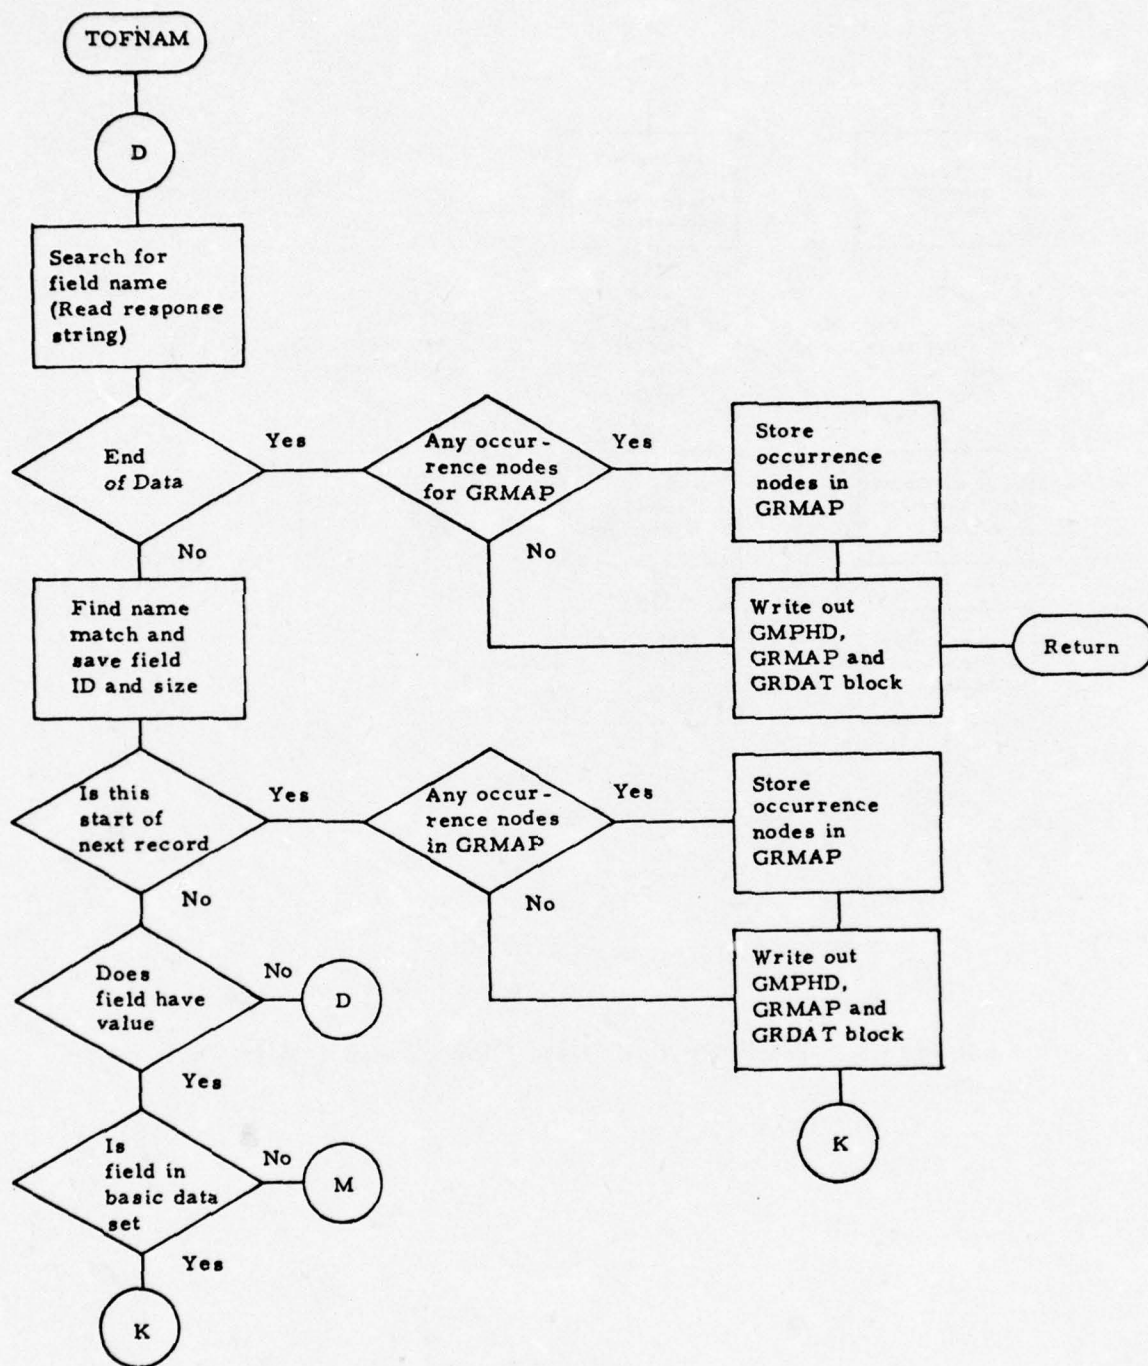 TOFNAM
D
Search for
field name
(Read response
string)
End
of Data
Yes
Any occur-
rence nodes
for GRMAP
Yes
Store
occurrence
nodes in
GRMAP
No
No
Find name
match and
save field
ID and size
Write out
GMPHD,
GRMAP and
GRDAT block
Return
Is this
start of
next record
Yes
Any occur-
rence nodes
in GRMAP
Yes
Store
occurrence
nodes in
GRMAP
No
No
Does
field have
value
No
D
Write out
GMPHD,
GRMAP and
GRDAT block
Yes
K
Is
field in
basic data
set
No
M
Yes
K